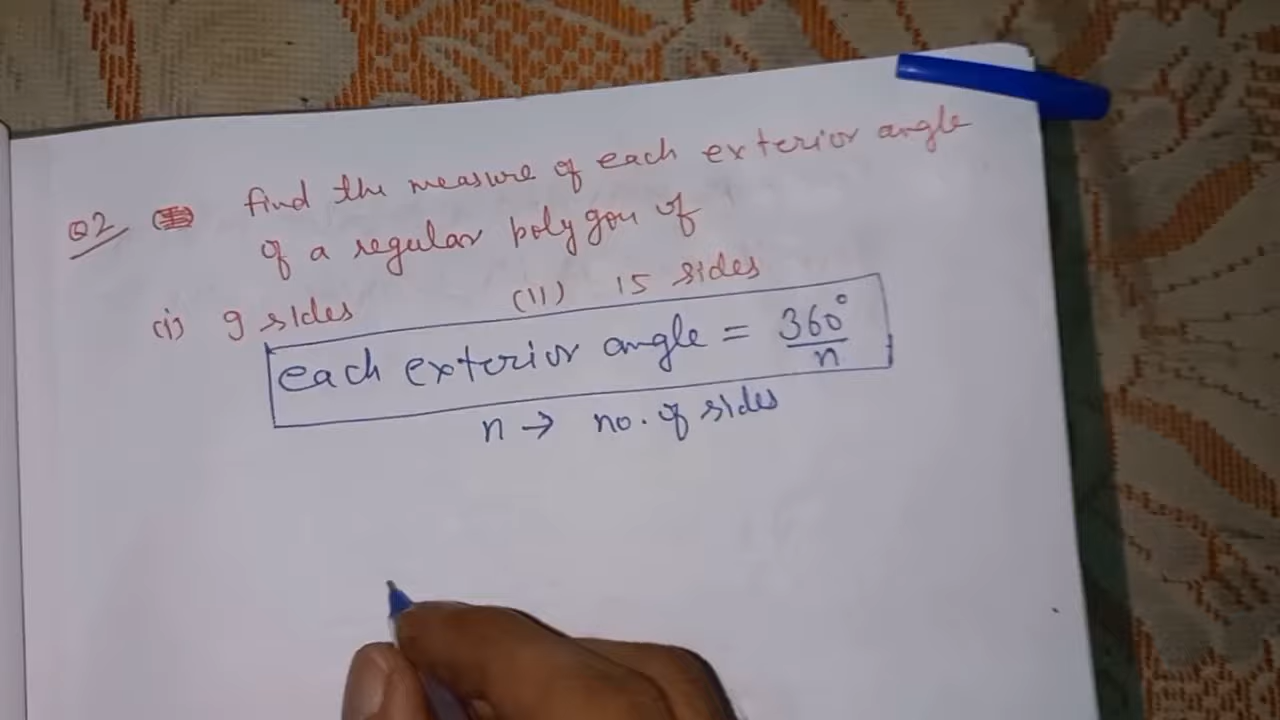 Q2 find the measure of each exterior angle
of a regular polygon of
(i) 9 sides (II) 15 sides
each exterior angle = 360°/n
n → no. of sides